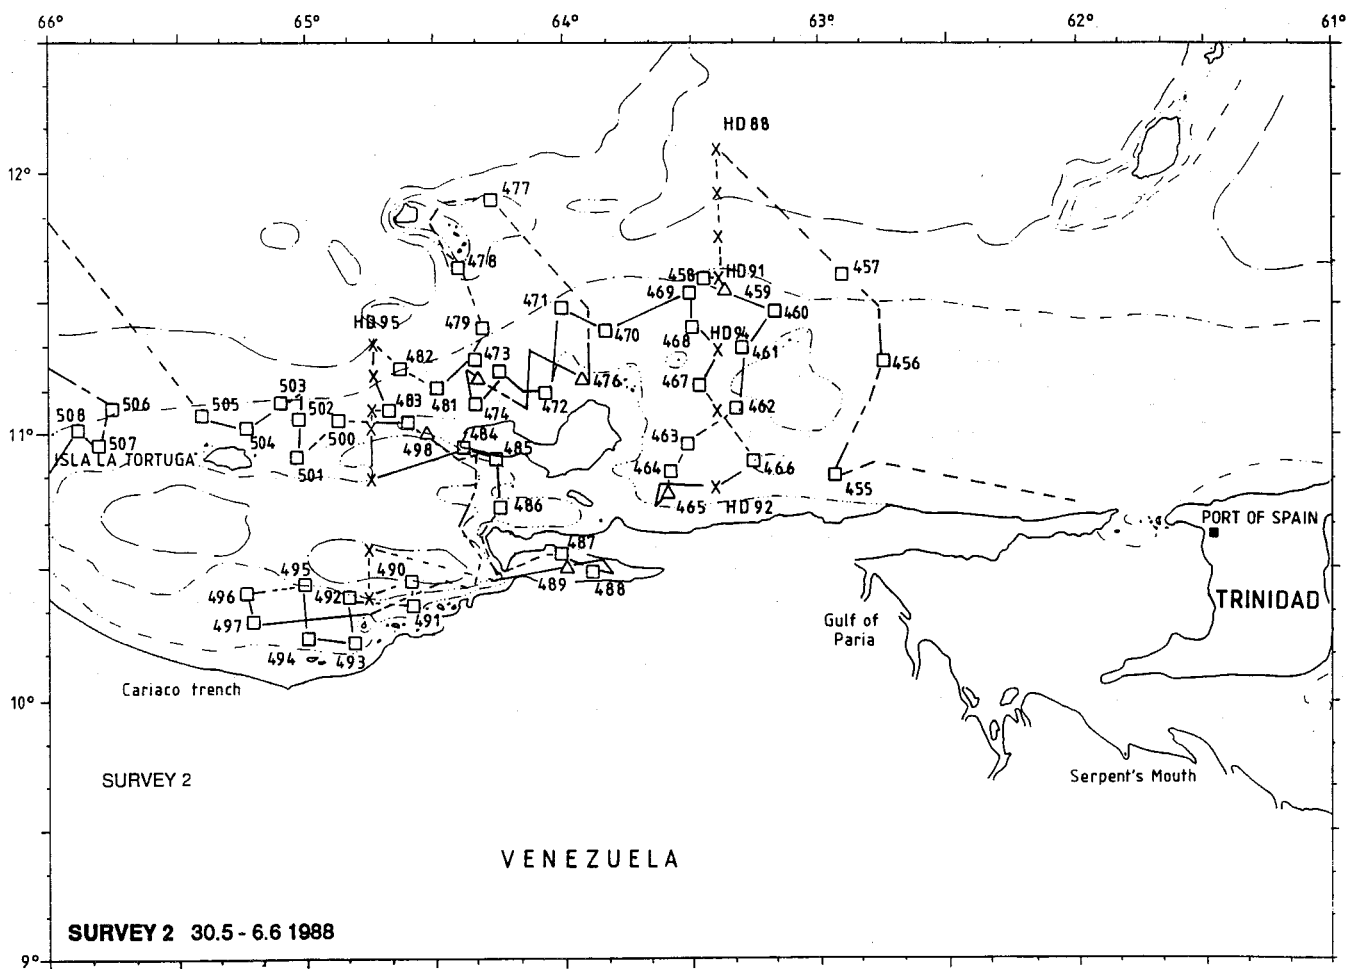 66° 65° 64° 63° 62° 61°
HD88
12°
477
478
457
458 HD91
469 459
471
460
HD95 479 470 468 HD94
461
456
482 473
476
467
503 483 481 474 472
462
508 506 505 502
504 500 498 484
463
11°
507
ISLA LA TORTUGA
501
485
464 466
455
486 465 HD92
PORT OF SPAIN
487
495 490
489 488
496 492
TRINIDAD
497 491
Gulf of
Paria
494 493
Cariaco trench
10°
SURVEY 2
Serpent's Mouth
VENEZUELA
SURVEY 2 30.5 - 6.6 1988
9°